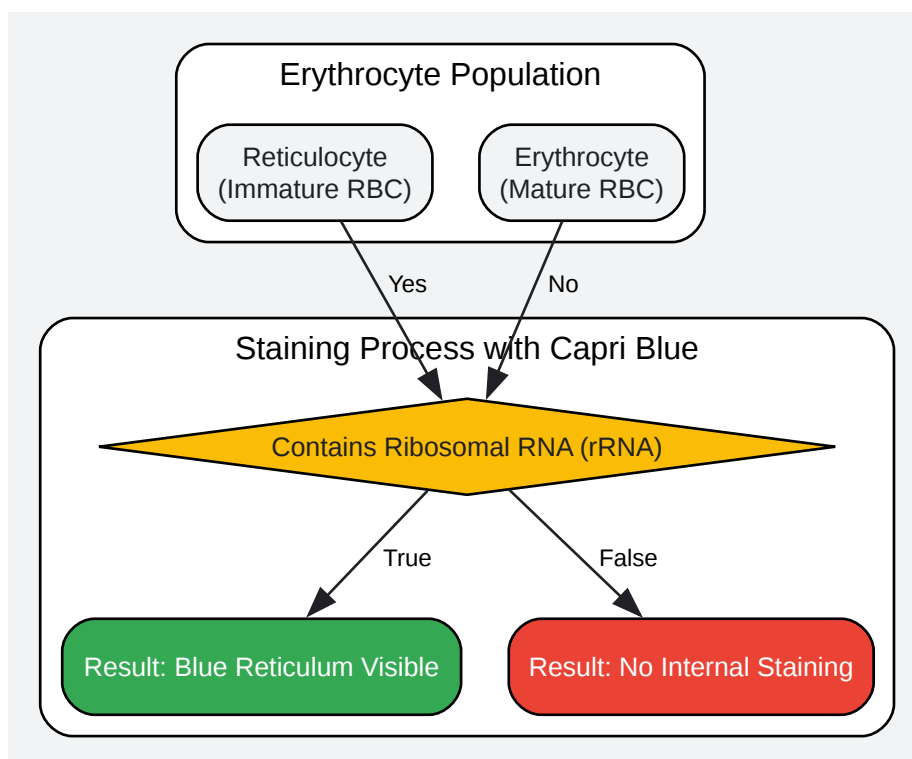 Erythrocyte Population
Reticulocyte
(Immature RBC)
Erythrocyte
(Mature RBC)
Yes
No
Staining Process with Capri Blue
Contains Ribosomal RNA (rRNA)
True
False
Result: Blue Reticulum Visible
Result: No Internal Staining